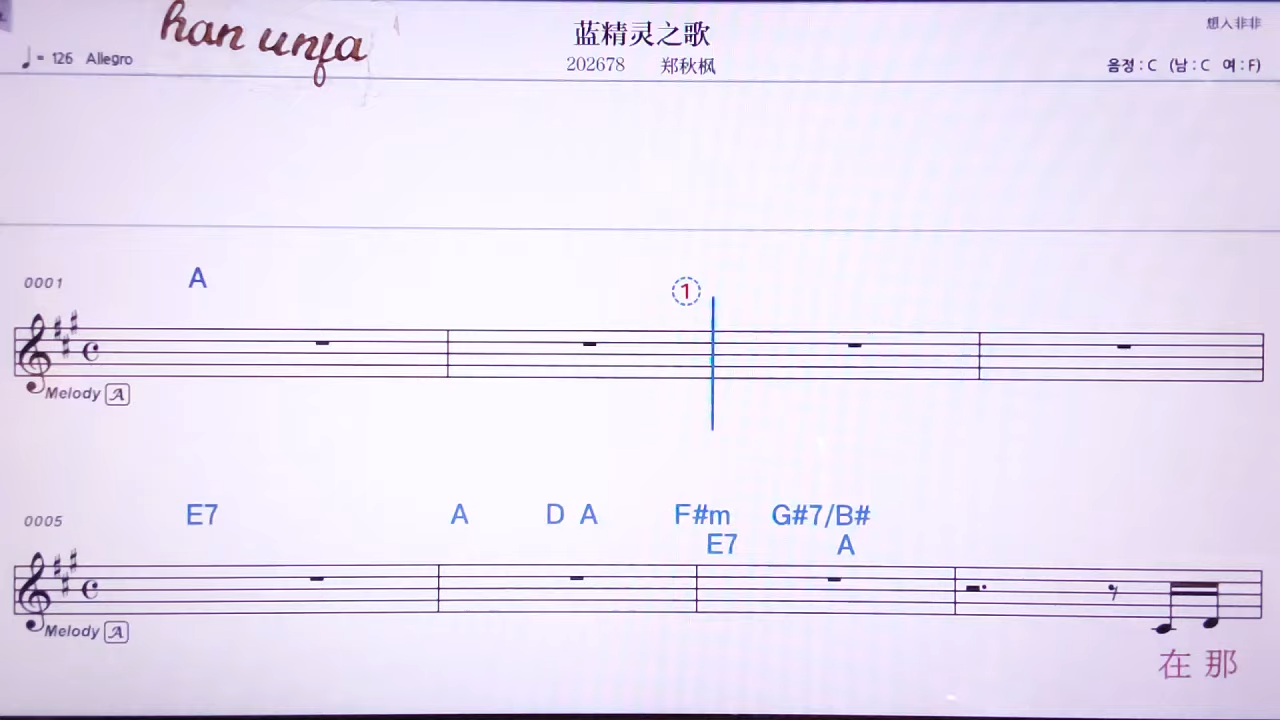 han unfa
蓝精灵之歌
想入非非
♩= 126 Allegro
202678 郑秋枫
음정 : C (남 : C 여 : F)
0001 A
1
Melody A
0005 E7 A D A F#m G#7/B#
E7 A
Melody A
在 那